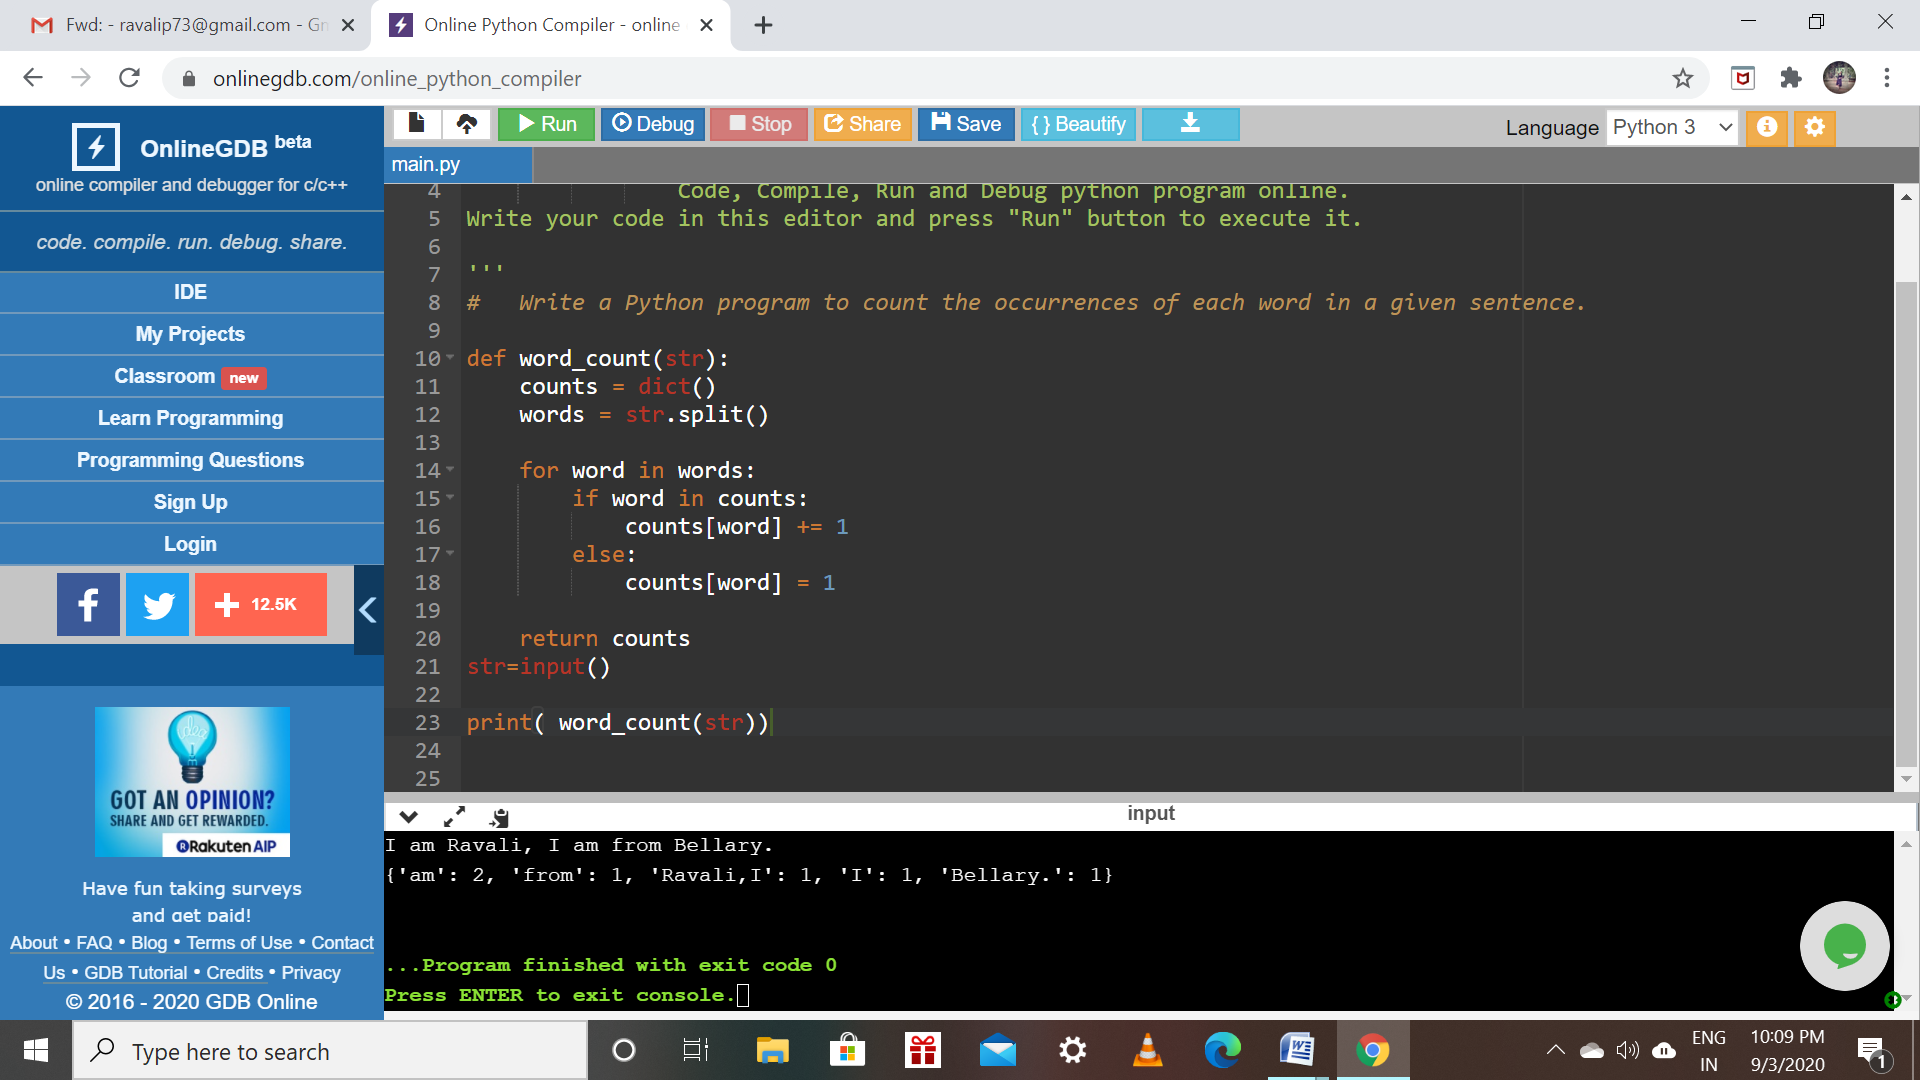 Fwd: - ravalip73@gmail.com - Gm
Online Python Compiler - online
onlinegdb.com/online_python_compiler
OnlineGDB beta
online compiler and debugger for c/c++
code. compile. run. debug. share.
IDE
My Projects
Classroom new
Learn Programming
Programming Questions
Sign Up
Login
f
12.5K
idea
GOT AN OPINION?
SHARE AND GET REWARDED.
Rakuten AIP
Have fun taking surveys
and get paid!
About • FAQ • Blog • Terms of Use • Contact
Us • GDB Tutorial • Credits • Privacy
© 2016 - 2020 GDB Online
Run Debug Stop Share Save { } Beautify
Language Python 3
main.py
4 Code, Compile, Run and Debug python program online.
5 Write your code in this editor and press "Run" button to execute it.
6
7 '''
8 # Write a Python program to count the occurrences of each word in a given sentence.
9
10 def word_count(str):
11 counts = dict()
12 words = str.split()
13
14 for word in words:
15 if word in counts:
16 counts[word] += 1
17 else:
18 counts[word] = 1
19
20 return counts
21 str=input()
22
23 print( word_count(str))
24
25
input
I am Ravali, I am from Bellary.
{'am': 2, 'from': 1, 'Ravali,I': 1, 'I': 1, 'Bellary.': 1}
...Program finished with exit code 0
Press ENTER to exit console.
Type here to search
ENG
IN
10:09 PM
9/3/2020
1